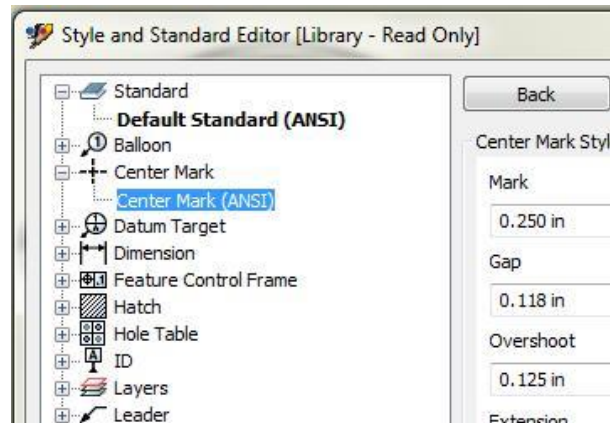 Style and Standard Editor [Library - Read Only]
Standard
Default Standard (ANSI)
Balloon
Center Mark
Center Mark (ANSI)
Datum Target
Dimension
Feature Control Frame
Hatch
Hole Table
ID
Layers
Leader
Back
Center Mark Styl
Mark
0.250 in
Gap
0.118 in
Overshoot
0.125 in
Extension